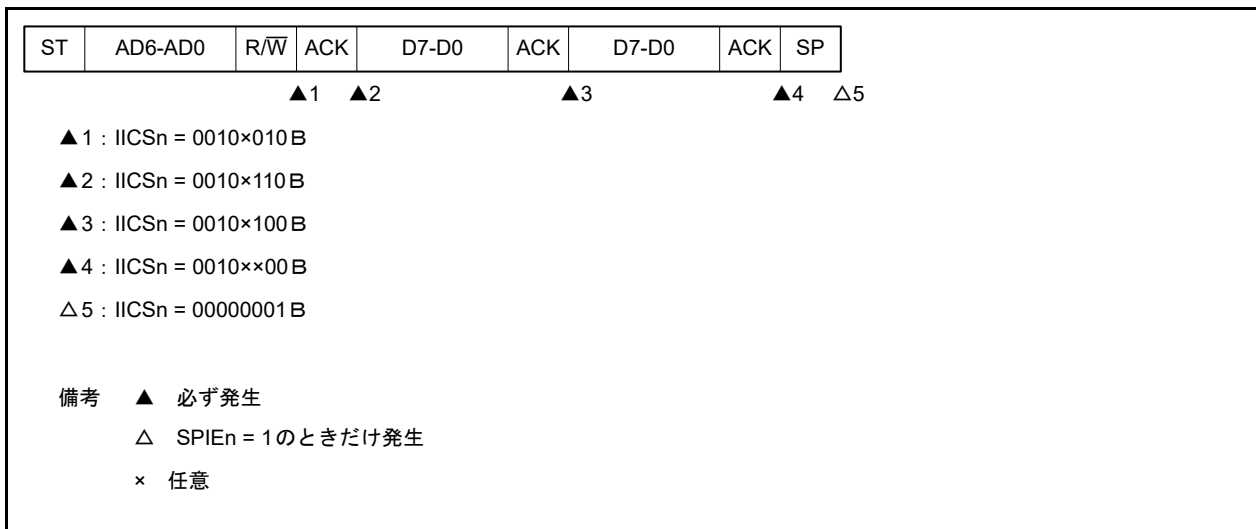 ST AD6-AD0 R/W̅ ACK D7-D0 ACK D7-D0 ACK SP
▲1 ▲2 ▲3 ▲4 △5
▲1：IICSn = 0010×010B
▲2：IICSn = 0010×110B
▲3：IICSn = 0010×100B
▲4：IICSn = 0010××00B
△5：IICSn = 00000001B
備考 ▲ 必ず発生
△ SPIEn = 1のときだけ発生
× 任意